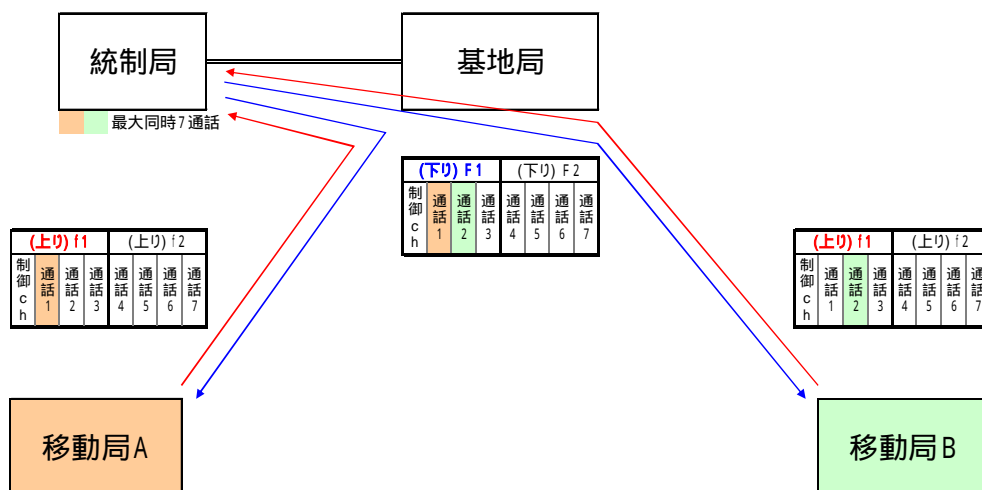 統制局
基地局
最大同時7通話
(下り) F1
(下り) F2
制御ch
通話1
通話2
通話3
通話4
通話5
通話6
通話7
(上り) f1
(上り) f2
制御ch
通話1
通話2
通話3
通話4
通話5
通話6
通話7
(上り) f1
(上り) f2
制御ch
通話1
通話2
通話3
通話4
通話5
通話6
通話7
移動局A
移動局B